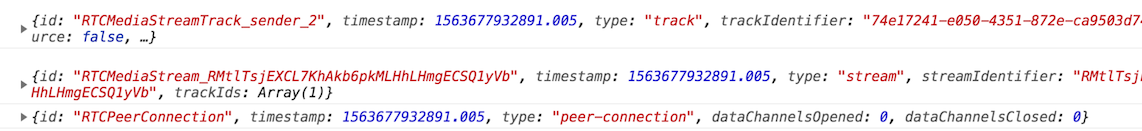 {id: "RTCMediaStreamTrack_sender_2", timestamp: 1563677932891.005, type: "track", trackIdentifier: "74e17241-e050-4351-872e-ca9503d74
urce: false, …}
{id: "RTCMediaStream_RMtlTsjEXCL7KhAkb6pkMLHhLHmgECSQ1yVb", timestamp: 1563677932891.005, type: "stream", streamIdentifier: "RMtlTsj
HhLHmgECSQ1yVb", trackIds: Array(1)}
{id: "RTCPeerConnection", timestamp: 1563677932891.005, type: "peer-connection", dataChannelsOpened: 0, dataChannelsClosed: 0}